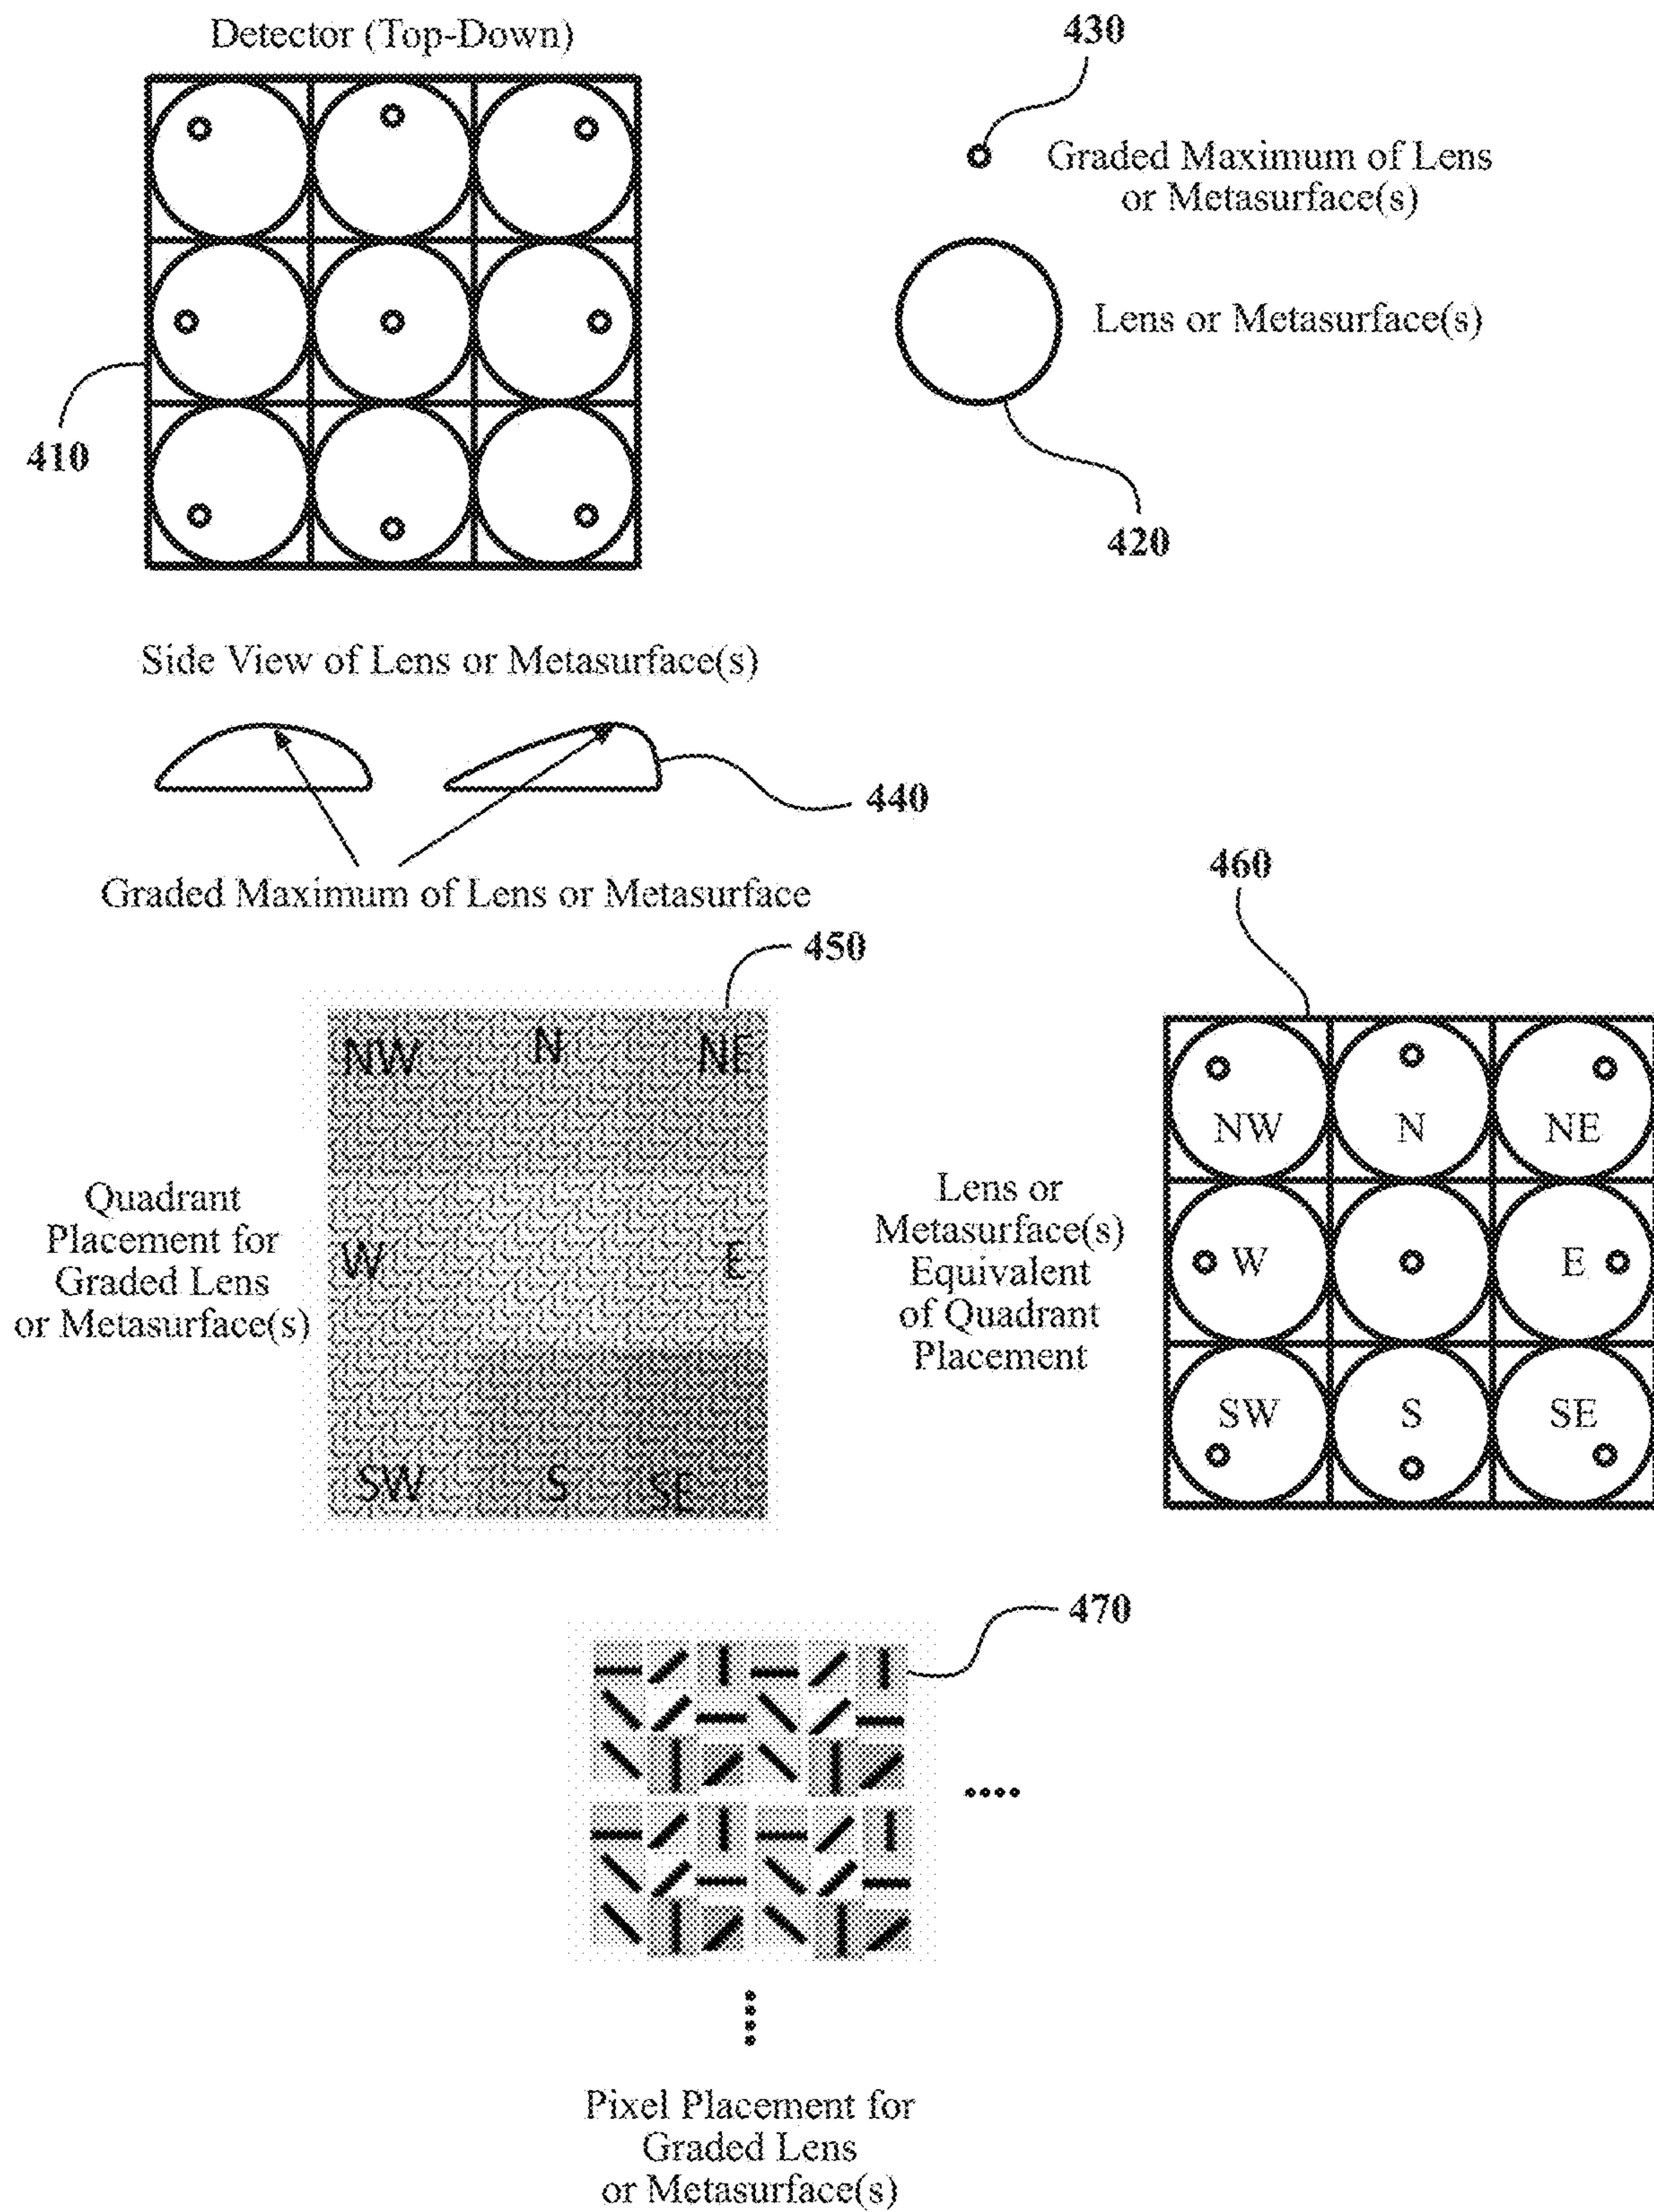 Detector (Top-Down)
430
Graded Maximum of Lens
or Metasurface(s)
Lens or Metasurface(s)
410
420
Side View of Lens or Metasurface(s)
440
Graded Maximum of Lens or Metasurface
450
460
NW N NE
W E
SW S SE
Quadrant
Placement for
Graded Lens
or Metasurface(s)
Lens or
Metasurface(s)
Equivalent
of Quadrant
Placement
NW N NE
W E
SW S SE
470
Pixel Placement for
Graded Lens
or Metasurface(s)